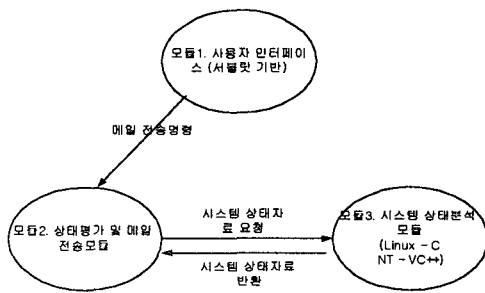 모듈1. 사용자 인터페이
스 (서블릿 기반)
메일 전송명령
모듈2. 상태평가 및 메일
전송모듈
시스템 상태자
료 요청
시스템 상태자료
반환
모듈3. 시스템 상태분석
모듈
(Linux - C
NT - VC++)